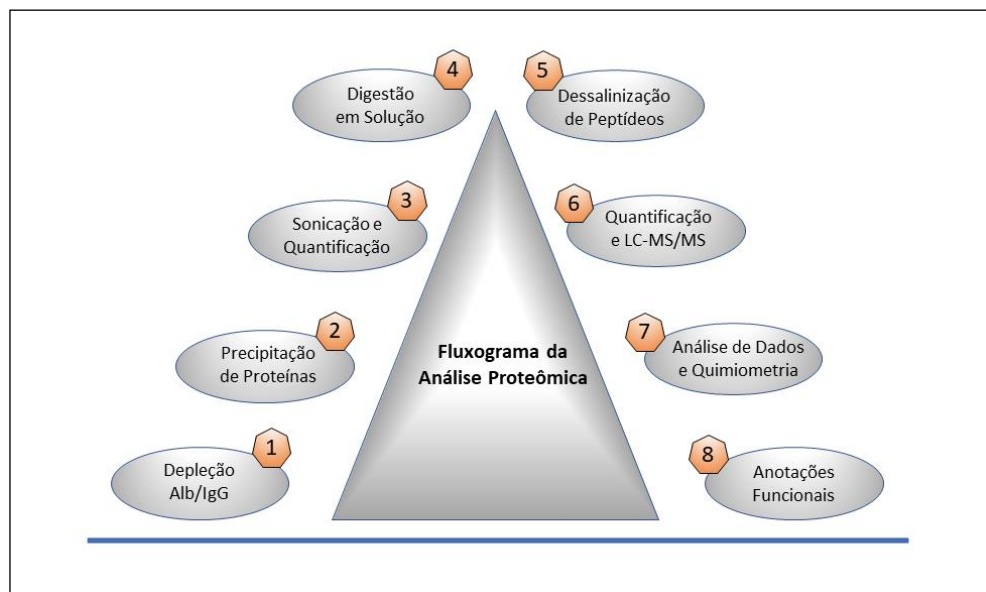 1
Depleção
Alb/IgG
2
Precipitação
de Proteínas
3
Sonicação e
Quantificação
4
Digestão
em Solução
5
Dessalinização
de Peptídeos
6
Quantificação
e LC-MS/MS
7
Análise de Dados
e Quimiometria
8
Anotações
Funcionais
Fluxograma da
Análise Proteômica